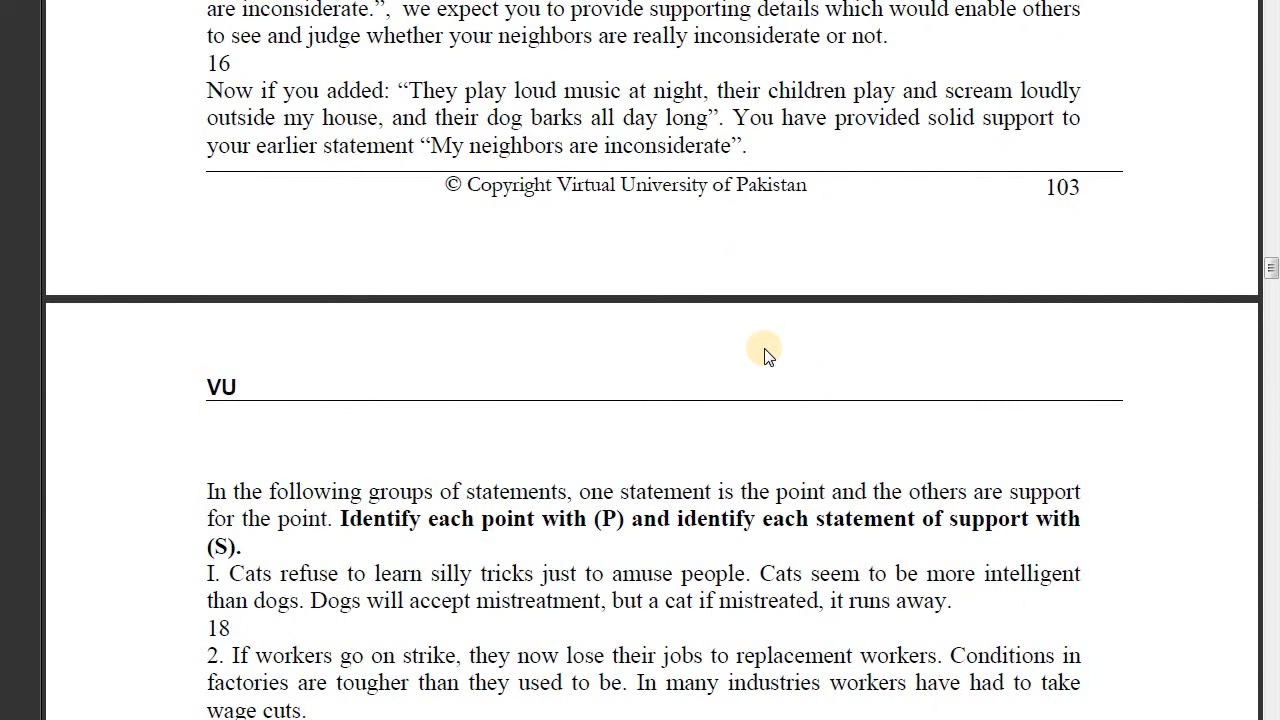 are inconsiderate.”, we expect you to provide supporting details which would enable others
to see and judge whether your neighbors are really inconsiderate or not.
16
Now if you added: “They play loud music at night, their children play and scream loudly
outside my house, and their dog barks all day long”. You have provided solid support to
your earlier statement “My neighbors are inconsiderate”.
© Copyright Virtual University of Pakistan 103
VU
In the following groups of statements, one statement is the point and the others are support
for the point. Identify each point with (P) and identify each statement of support with
(S).
I. Cats refuse to learn silly tricks just to amuse people. Cats seem to be more intelligent
than dogs. Dogs will accept mistreatment, but a cat if mistreated, it runs away.
18
2. If workers go on strike, they now lose their jobs to replacement workers. Conditions in
factories are tougher than they used to be. In many industries workers have had to take
wage cuts.